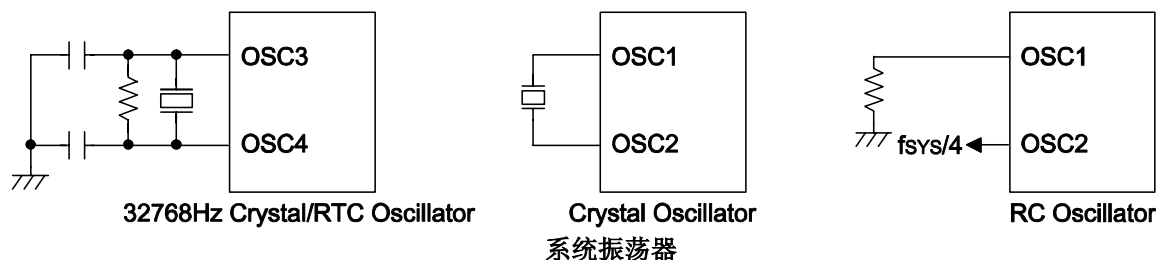 OSC3
OSC4
32768Hz Crystal/RTC Oscillator
OSC1
OSC2
Crystal Oscillator
OSC1
fSYS/4
OSC2
RC Oscillator
系统振荡器